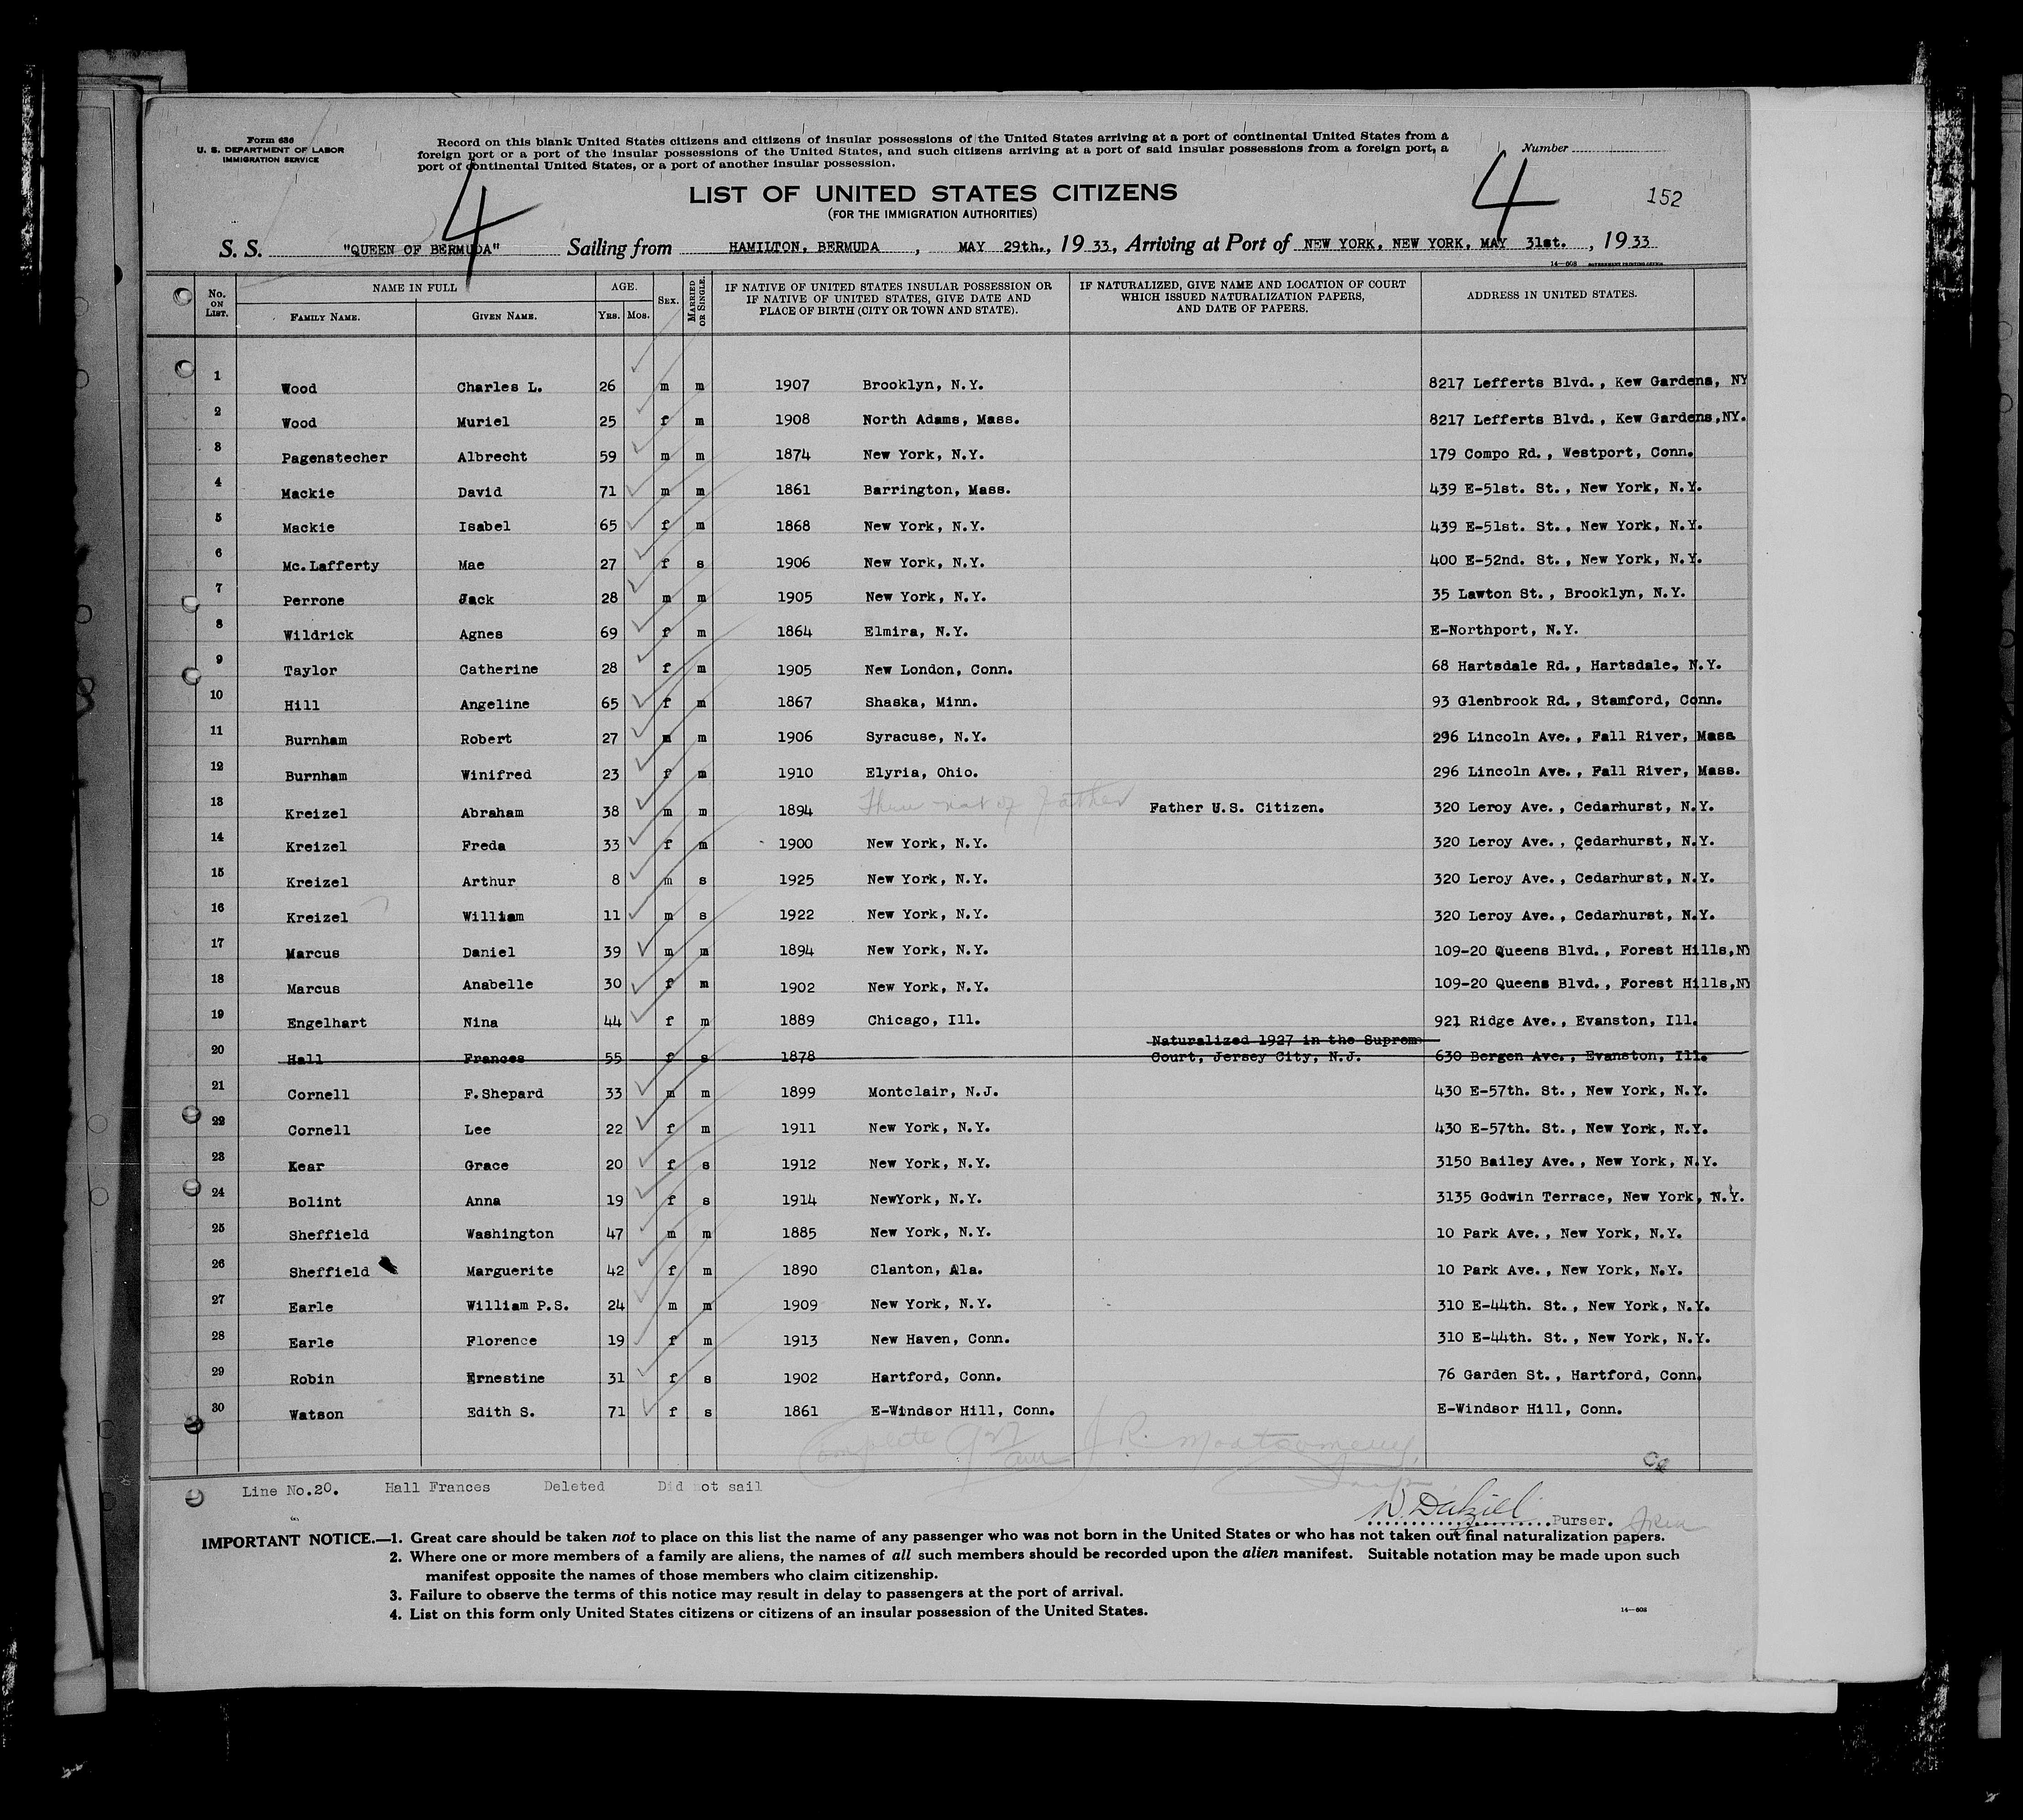 Form 636
U. S. DEPARTMENT OF LABOR
IMMIGRATION SERVICE
Record on this blank United States citizens and citizens of insular possessions of the United States arriving at a port of continental United States from a
foreign port or a port of the insular possessions of the United States, and such citizens arriving at a port of said insular possessions from a foreign port, a
port of continental United States, or a port of another insular possession.
Number
4
4
152
LIST OF UNITED STATES CITIZENS
(FOR THE IMMIGRATION AUTHORITIES)
S. S. "QUEEN OF BERMUDA" Sailing from HAMILTON, BERMUDA , MAY 29th., 19 33, Arriving at Port of NEW YORK, NEW YORK, MAY 31st. , 19 33
14—608 GOVERNMENT PRINTING OFFICE
No. ON LIST. NAME IN FULL FAMILY NAME. GIVEN NAME. AGE. YRS. MOS. SEX. MARRIED OR SINGLE. IF NATIVE OF UNITED STATES INSULAR POSSESSION OR IF NATIVE OF UNITED STATES, GIVE DATE AND PLACE OF BIRTH (CITY OR TOWN AND STATE). IF NATURALIZED, GIVE NAME AND LOCATION OF COURT WHICH ISSUED NATURALIZATION PAPERS, AND DATE OF PAPERS. ADDRESS IN UNITED STATES.
1 Wood Charles L. 26 m m 1907 Brooklyn, N.Y. 8217 Lefferts Blvd., Kew Gardens, NY
2 Wood Muriel 25 f m 1908 North Adams, Mass. 8217 Lefferts Blvd., Kew Gardens,NY.
3 Pagenstecher Albrecht 59 m m 1874 New York, N.Y. 179 Compo Rd., Westport, Conn.
4 Mackie David 71 m m 1861 Barrington, Mass. 439 E-51st. St., New York, N.Y.
5 Mackie Isabel 65 f m 1868 New York, N.Y. 439 E-51st. St., New York, N.Y.
6 Mc.Lafferty Mae 27 f s 1906 New York, N.Y. 400 E-52nd. St., New York, N.Y.
7 Perrone Jack 28 m m 1905 New York, N.Y. 35 Lawton St., Brooklyn, N.Y.
8 Wildrick Agnes 69 f m 1864 Elmira, N.Y. E-Northport, N.Y.
9 Taylor Catherine 28 f m 1905 New London, Conn. 68 Hartsdale Rd., Hartsdale, N.Y.
10 Hill Angeline 65 f m 1867 Shaska, Minn. 93 Glenbrook Rd., Stamford, Conn.
11 Burnham Robert 27 m m 1906 Syracuse, N.Y. 296 Lincoln Ave., Fall River, Mass
12 Burnham Winifred 23 f m 1910 Elyria, Ohio. 296 Lincoln Ave., Fall River, Mass.
13 Kreizel Abraham 38 m m 1894 of father Father U.S. Citizen. 320 Leroy Ave., Cedarhurst, N.Y.
14 Kreizel Freda 33 f m 1900 New York, N.Y. 320 Leroy Ave., Cedarhurst, N.Y.
15 Kreizel Arthur 8 m s 1925 New York, N.Y. 320 Leroy Ave., Cedarhurst, N.Y.
16 Kreizel William 11 m s 1922 New York, N.Y. 320 Leroy Ave., Cedarhurst, N.Y.
17 Marcus Daniel 39 m m 1894 New York, N.Y. 109-20 Queens Blvd., Forest Hills,NY
18 Marcus Anabelle 30 f m 1902 New York, N.Y. 109-20 Queens Blvd., Forest Hills,NY
19 Engelhart Nina 44 f m 1889 Chicago, Ill. 921 Ridge Ave., Evanston, Ill.
20 Hall Frances 55 f s 1878 Naturalized 1927 in the Suprem Court, Jersey City, N.J. 630 Bergen Ave., Evanston, Ill.
21 Cornell F.Shepard 33 m m 1899 Montclair, N.J. 430 E-57th. St., New York, N.Y.
22 Cornell Lee 22 f m 1911 New York, N.Y. 430 E-57th. St., New York, N.Y.
23 Kear Grace 20 f s 1912 New York, N.Y. 3150 Bailey Ave., New York, N.Y.
24 Bolint Anna 19 f s 1914 NewYork, N.Y. 3135 Godwin Terrace, New York, N.Y.
25 Sheffield Washington 47 m m 1885 New York, N.Y. 10 Park Ave., New York, N.Y.
26 Sheffield Marguerite 42 f m 1890 Clanton, Ala. 10 Park Ave., New York, N.Y.
27 Earle William P.S. 24 m m 1909 New York, N.Y. 310 E-44th. St., New York, N.Y.
28 Earle Florence 19 f m 1913 New Haven, Conn. 310 E-44th. St., New York, N.Y.
29 Robin Ernestine 31 f s 1902 Hartford, Conn. 76 Garden St., Hartford, Conn.
30 Watson Edith S. 71 f s 1861 E-Windsor Hill, Conn. E-Windsor Hill, Conn.
Complete J R. Montgomery
Line No.20. Hall Frances Deleted Did not sail
Purser.
IMPORTANT NOTICE.—1. Great care should be taken not to place on this list the name of any passenger who was not born in the United States or who has not taken out final naturalization papers.
2. Where one or more members of a family are aliens, the names of all such members should be recorded upon the alien manifest. Suitable notation may be made upon such
manifest opposite the names of those members who claim citizenship.
3. Failure to observe the terms of this notice may result in delay to passengers at the port of arrival.
4. List on this form only United States citizens or citizens of an insular possession of the United States.
14—608